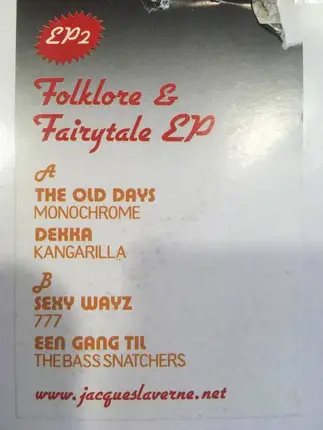 EP2
Folklore &
Fairytale EP
A
THE OLD DAYS
MONOCHROME
DEKKA
KANGARILLA
B
SEXY WAYZ
777
EEN GANG TIL
THE BASS SNATCHERS
www.jacqueslaverne.net